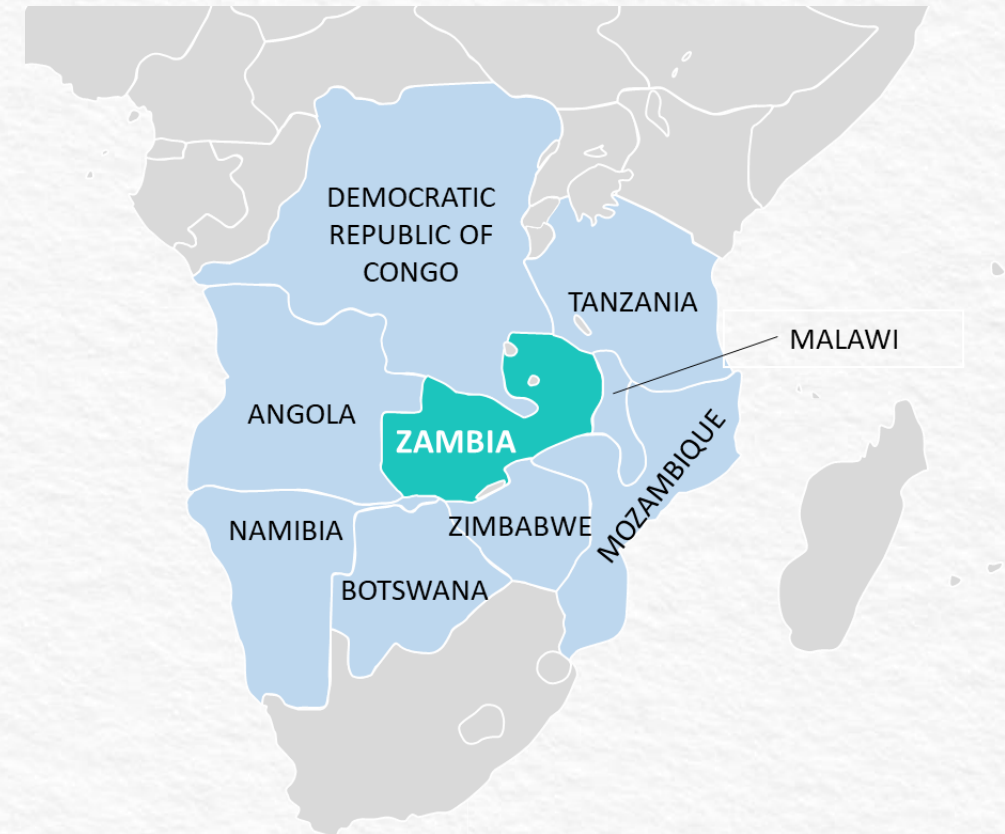 DEMOCRATIC
REPUBLIC OF
CONGO
TANZANIA
MALAWI
ANGOLA
ZAMBIA
MOZAMBIQUE
NAMIBIA
ZIMBABWE
BOTSWANA